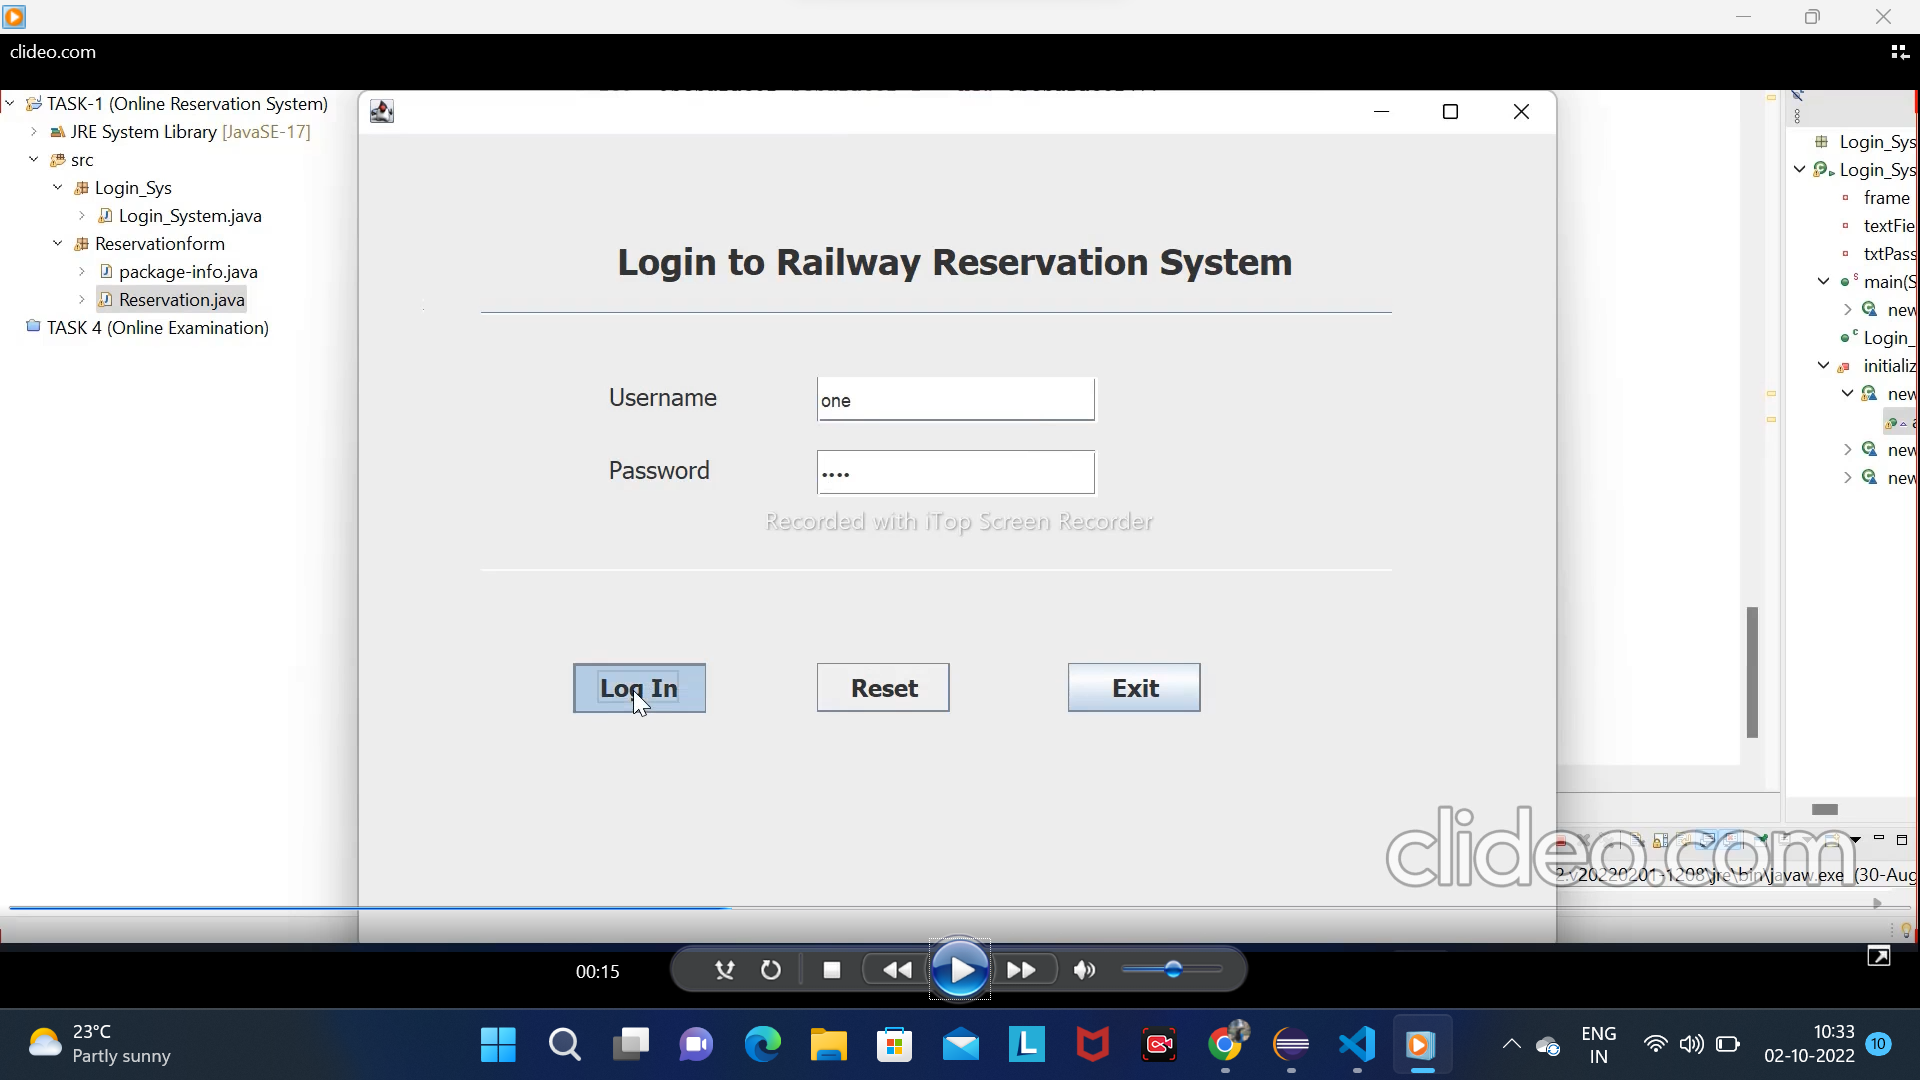 clideo.com
TASK-1 (Online Reservation System)
JRE System Library [JavaSE-17]
src
Login_Sys
Login_System.java
Reservationform
package-info.java
Reservation.java
TASK 4 (Online Examination)
Login to Railway Reservation System
Username
one
Password
••••
Recorded with iTop Screen Recorder
Log In
Reset
Exit
Login_Sys
Login_Sys
frame
textFie
txtPass
main(S
new
Login_
initializ
new
new
new
clideo.com
2.v20220201-1208\jre\bin\javaw.exe (30-Aug
00:15
23°C
Partly sunny
ENG
IN
10:33
02-10-2022
10